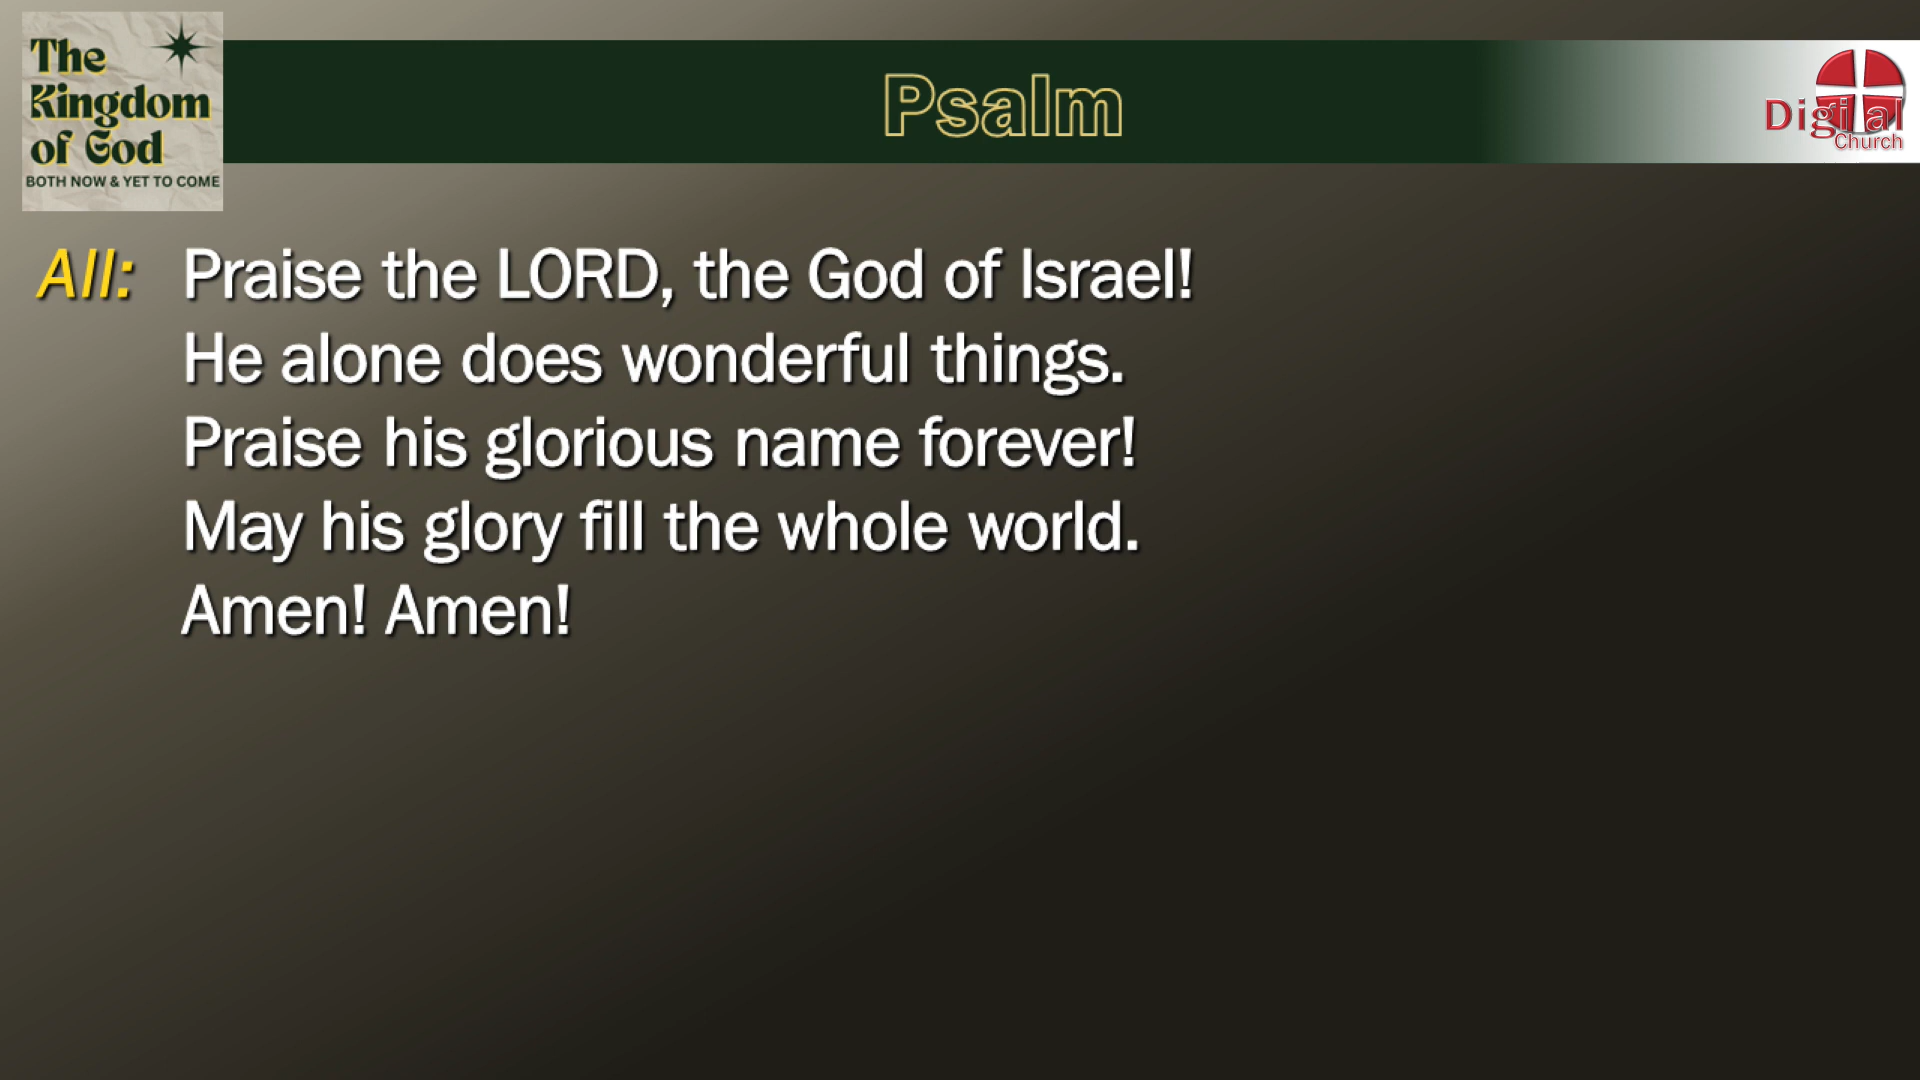 The
Kingdom
of God
BOTH NOW & YET TO COME
Psalm
Digital
Church
All: Praise the LORD, the God of Israel!
He alone does wonderful things.
Praise his glorious name forever!
May his glory fill the whole world.
Amen! Amen!